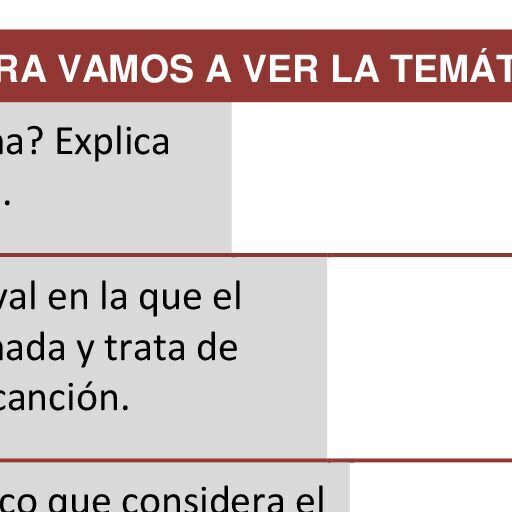 RA VAMOS A VER LA TEMÁT
na? Explica
.
val en la que el
nada y trata de
canción.
co que considera el